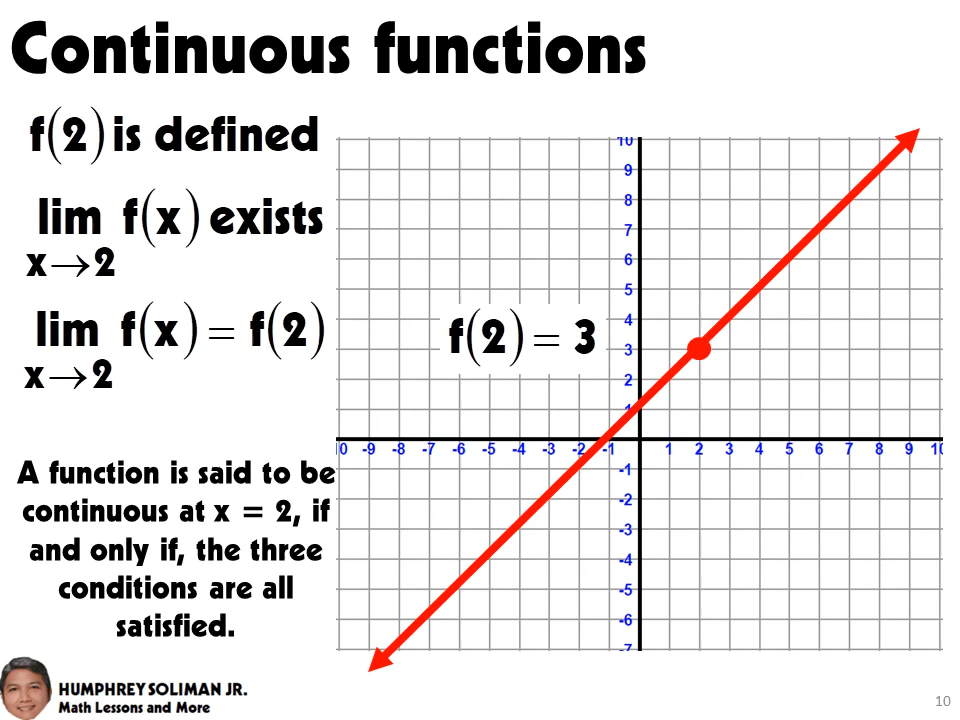 Continuous functions
f(2) is defined
lim f(x) exists
x→2
lim f(x) = f(2)
x→2
f(2) = 3
A function is said to be
continuous at x = 2, if
and only if, the three
conditions are all
satisfied.
10
9
8
7
6
5
4
3
2
1
10 -9 -8 -7 -6 -5 -4 -3 -2 -1 1 2 3 4 5 6 7 8 9 10
-1
-2
-3
-4
-5
-6
-7
HUMPHREY SOLIMAN JR.
Math Lessons and More
10